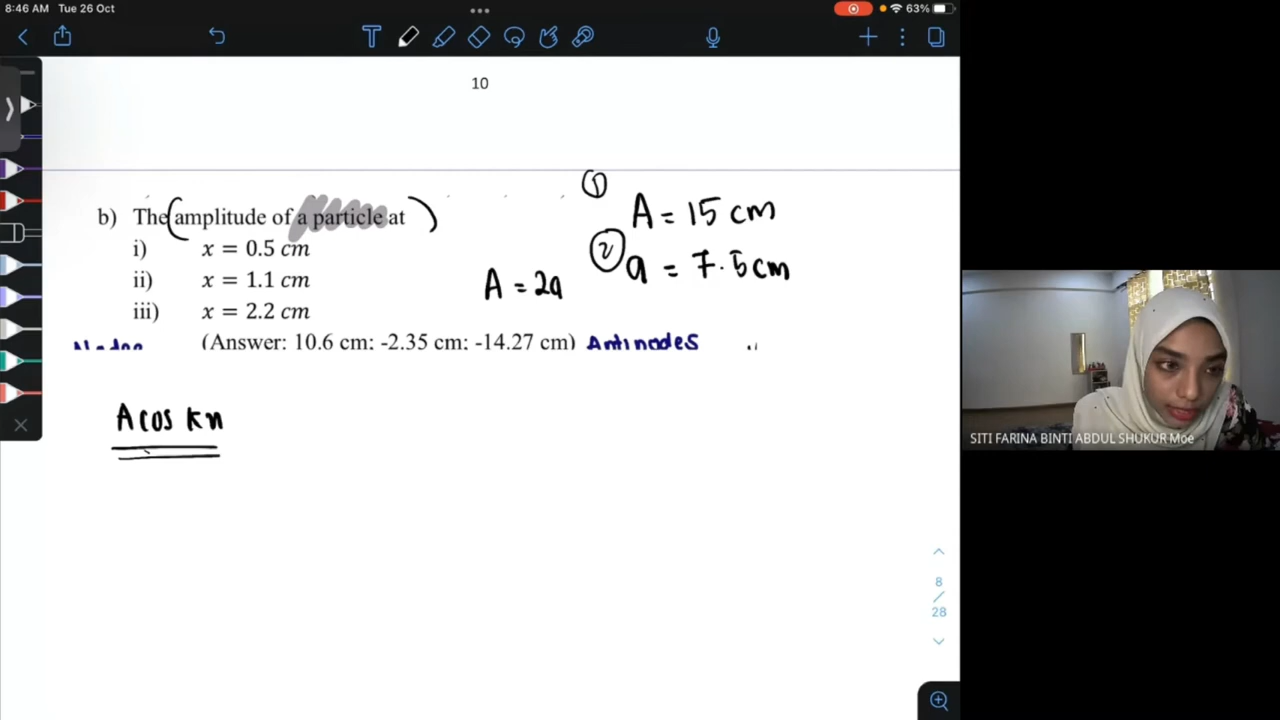 8:46 AM Tue 26 Oct
63%
10
b) The (amplitude of a particle at)
i) x = 0.5 cm
ii) x = 1.1 cm
iii) x = 2.2 cm
(Answer: 10.6 cm; -2.35 cm; -14.27 cm) Antinodes
① A = 15 cm
② a = 7.5 cm
A = 2a
A cos kx
8
/
28
SITI FARINA BINTI ABDUL SHUKUR Moe